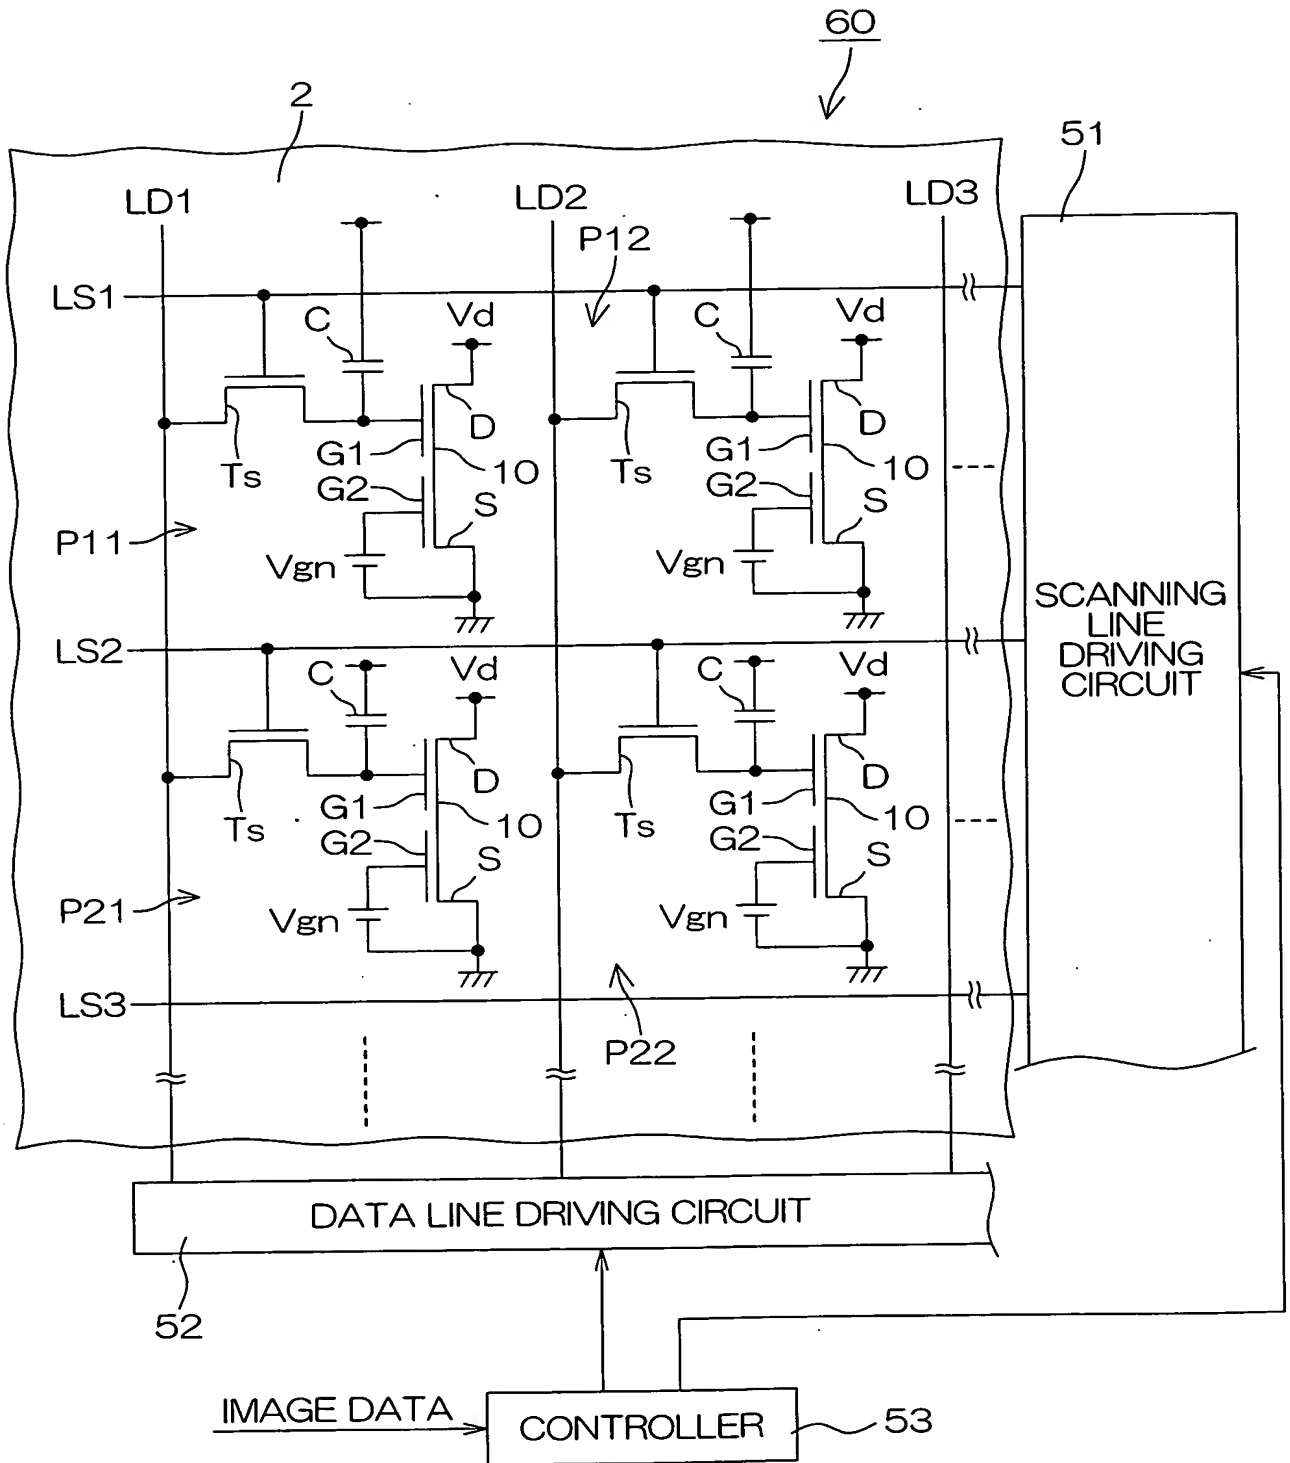 60
2
51
LD1
LD2
LD3
P12
LS1
C
Vd
C
Vd
D
D
Ts
G1
10
Ts
G1
10
G2
G2
S
S
P11
Vgn
Vgn
SCANNING
LINE
DRIVING
CIRCUIT
LS2
C
Vd
C
Vd
D
D
Ts
G1
10
Ts
G1
10
G2
G2
S
S
P21
Vgn
Vgn
LS3
P22
DATA LINE DRIVING CIRCUIT
52
IMAGE DATA
CONTROLLER
53